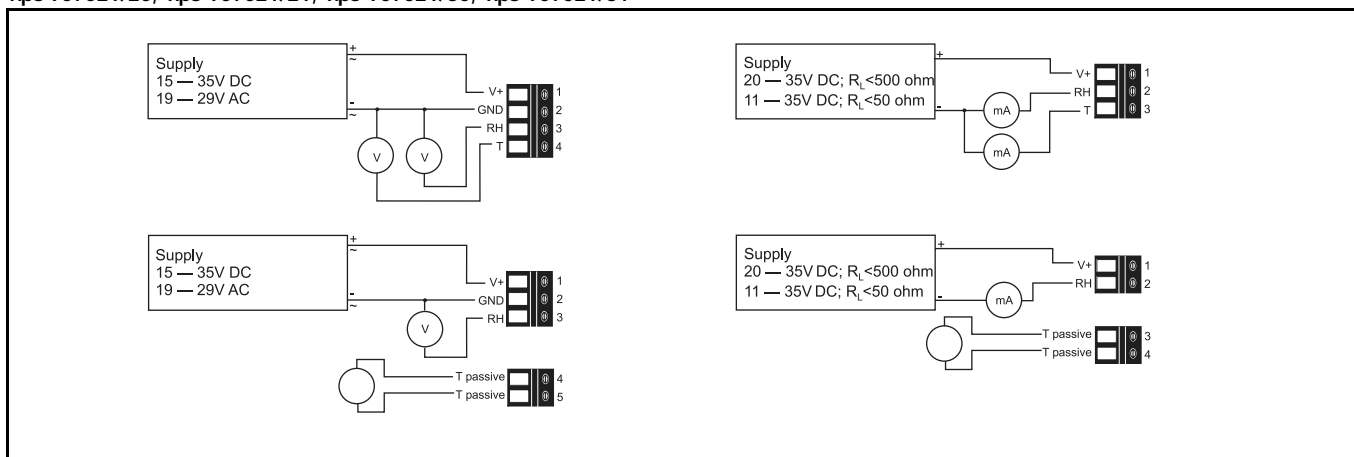 Supply
15 — 35V DC
19 — 29V AC
+
~
-
~
V+ 1
GND 2
RH 3
T 4
V V
Supply
20 — 35V DC; RL<500 ohm
11 — 35V DC; RL<50 ohm
+
-
V+ 1
RH 2
T 3
mA
mA
Supply
15 — 35V DC
19 — 29V AC
+
~
-
~
V+ 1
GND 2
RH 3
V
T passive 4
T passive 5
Supply
20 — 35V DC; RL<500 ohm
11 — 35V DC; RL<50 ohm
+
-
V+ 1
RH 2
mA
T passive 3
T passive 4